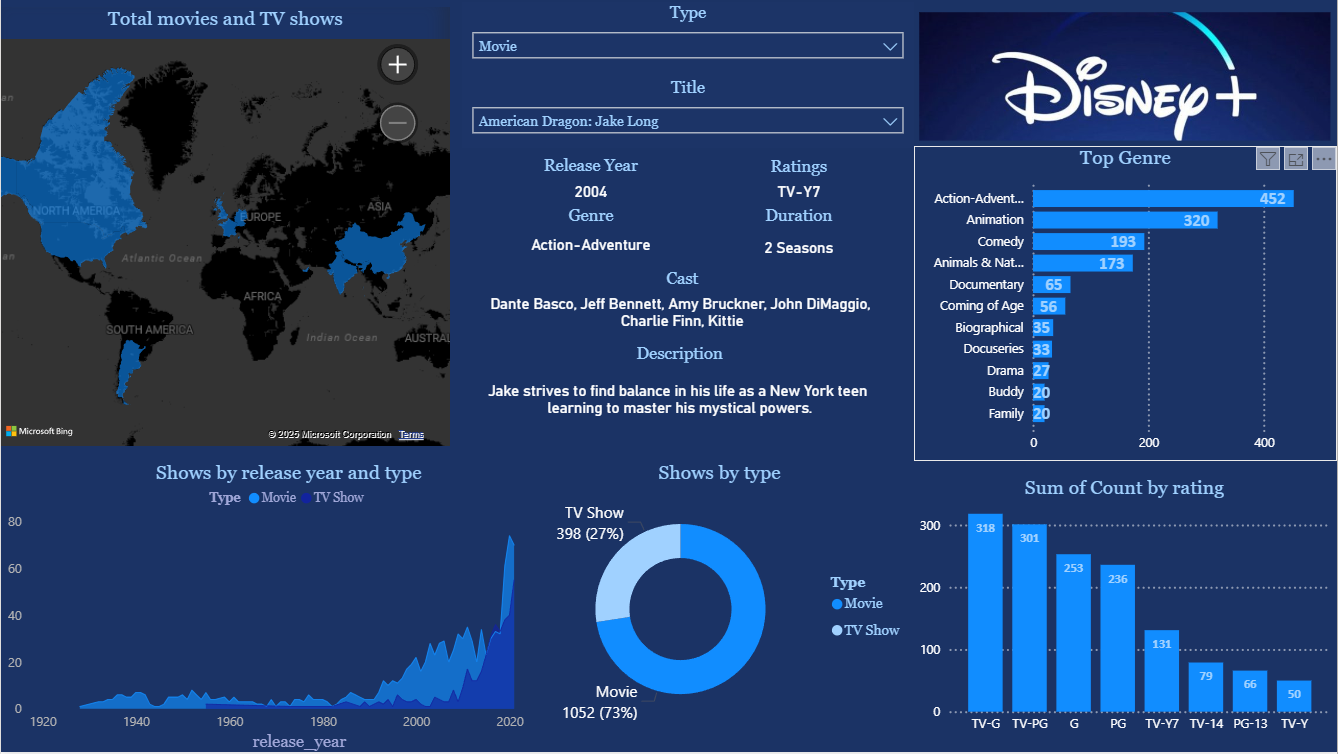 Total movies and TV shows
NORTH AMERICA
EUROPE
ASIA
Atlantic Ocean
AFRICA
SOUTH AMERICA
Indian Ocean
AUSTRAL
an
an
Microsoft Bing
© 2025 Microsoft Corporation Terms
Type
Movie
Title
American Dragon: Jake Long
Release Year
2004
Ratings
TV-Y7
Genre
Action-Adventure
Duration
2 Seasons
Cast
Dante Basco, Jeff Bennett, Amy Bruckner, John DiMaggio,
Charlie Finn, Kittie
Description
Jake strives to find balance in his life as a New York teen
learning to master his mystical powers.
Disney+
Top Genre
Action-Advent... 452
Animation 320
Comedy 193
Animals & Nat... 173
Documentary 65
Coming of Age 56
Biographical 35
Docuseries 33
Drama 27
Buddy 20
Family 20
0 200 400
Shows by release year and type
Type Movie TV Show
80
60
40
20
0
1920 1940 1960 1980 2000 2020
release_year
Shows by type
TV Show
398 (27%)
Movie
1052 (73%)
Type
Movie
TV Show
Sum of Count by rating
300
200
100
0
318 301 253 236 131 79 66 50
TV-G TV-PG G PG TV-Y7 TV-14 PG-13 TV-Y